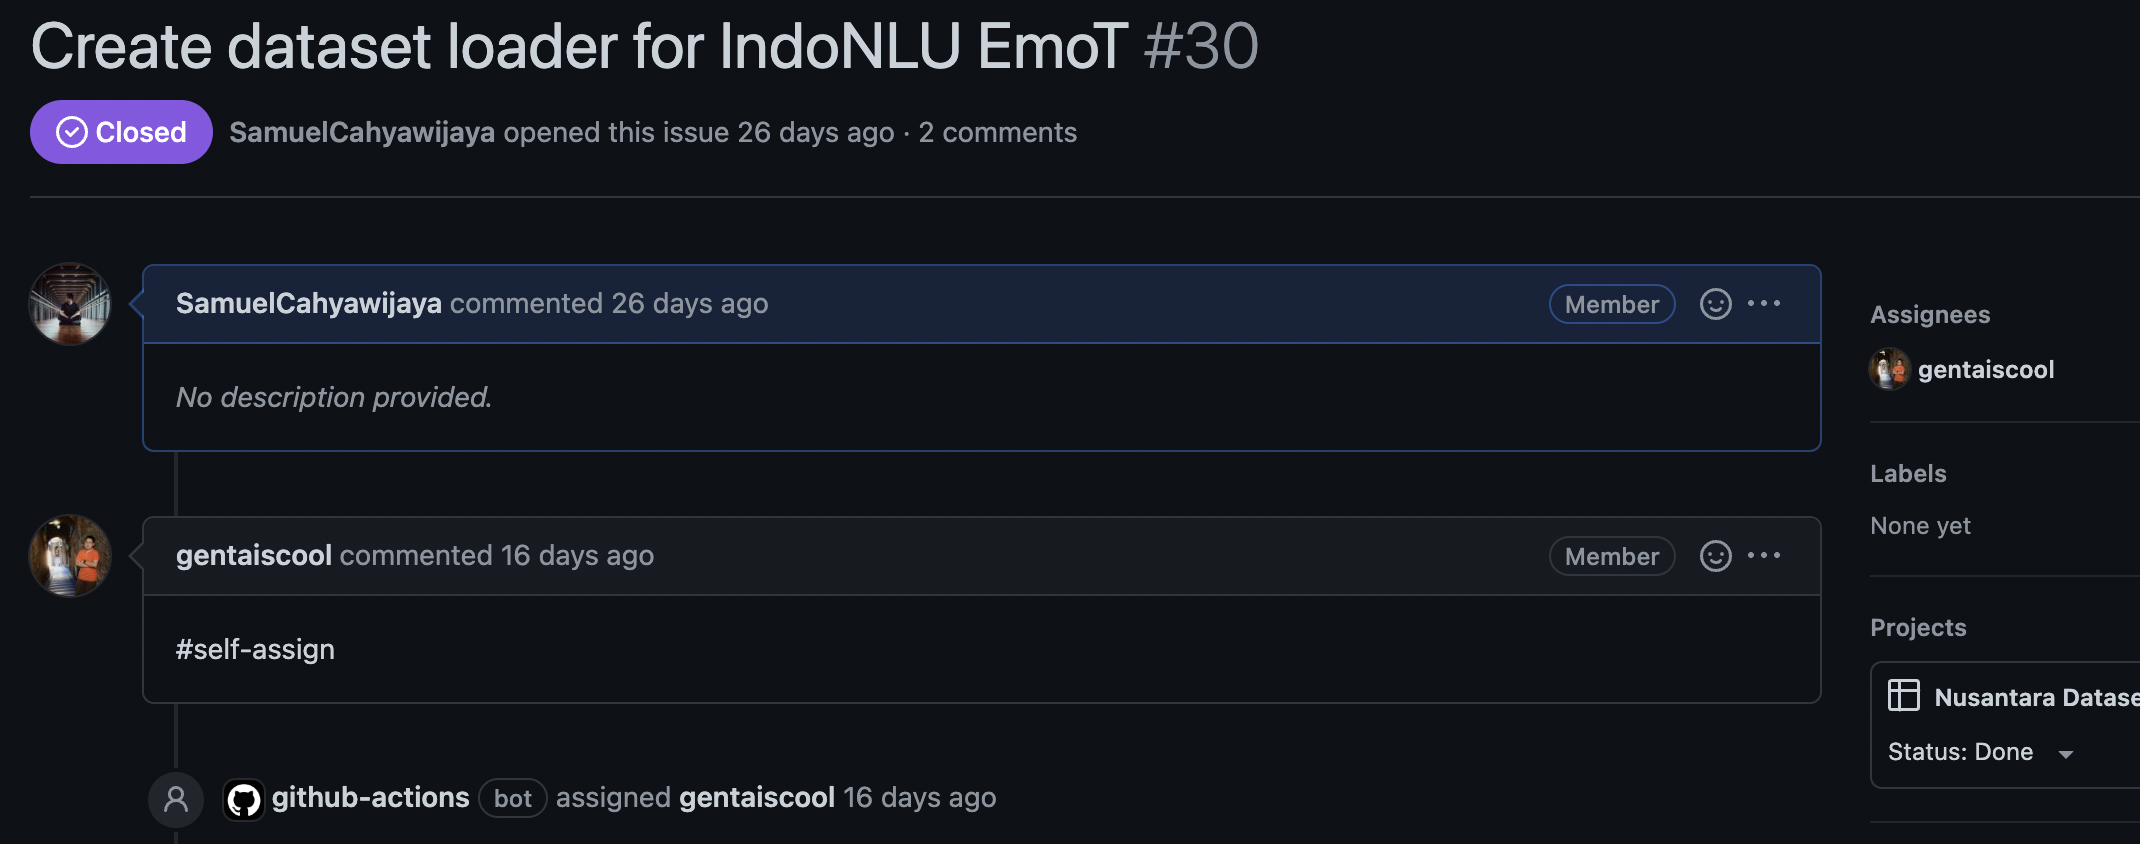 Create dataset loader for IndoNLU EmoT #30
Closed SamuelCahyawijaya opened this issue 26 days ago · 2 comments
SamuelCahyawijaya commented 26 days ago Member
No description provided.
Assignees
gentaiscool
Labels
None yet
Projects
Nusantara Datase
Status: Done
gentaiscool commented 16 days ago Member
#self-assign
github-actions bot assigned gentaiscool 16 days ago